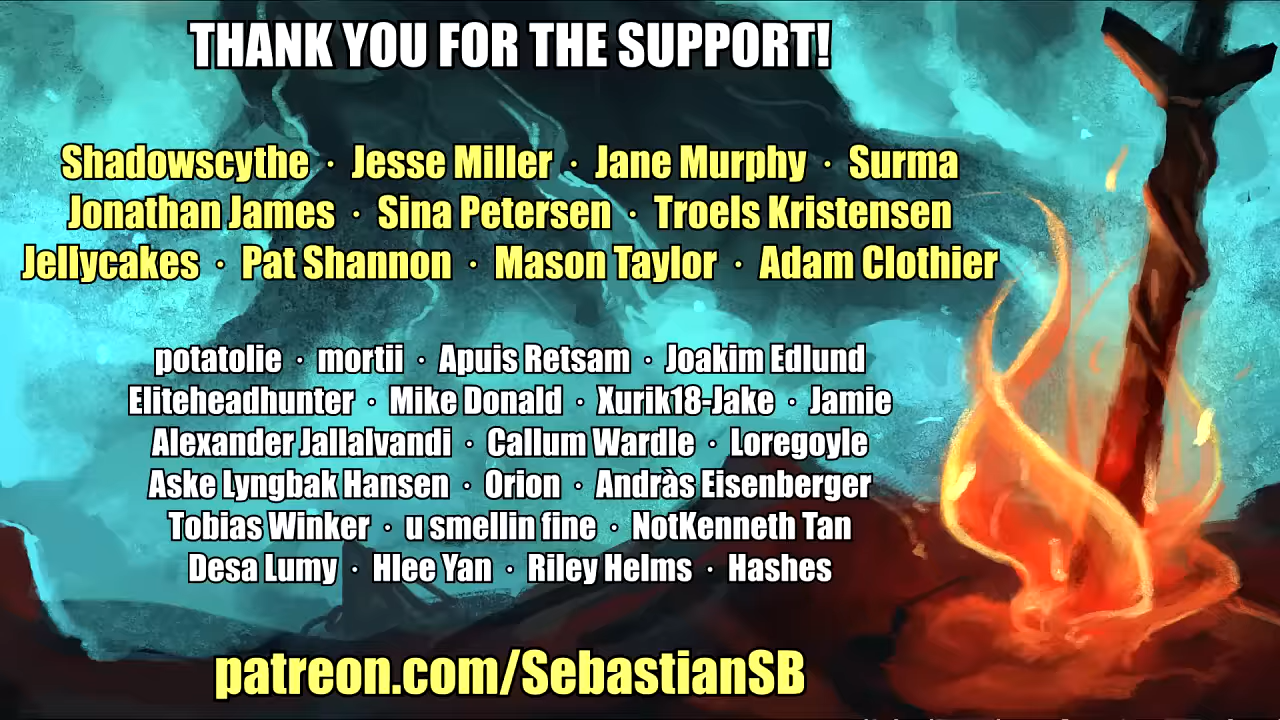 THANK YOU FOR THE SUPPORT!
Shadowscythe · Jesse Miller · Jane Murphy · Surma
Jonathan James · Sina Petersen · Troels Kristensen
Jellycakes · Pat Shannon · Mason Taylor · Adam Clothier
potatolie · mortii · Apuis Retsam · Joakim Edlund
Eliteheadhunter · Mike Donald · Xurik18-Jake · Jamie
Alexander Jallalvandi · Callum Wardle · Loregoyle
Aske Lyngbak Hansen · Orion · Andràs Eisenberger
Tobias Winker · u smellin fine · NotKenneth Tan
Desa Lumy · Hlee Yan · Riley Helms · Hashes
patreon.com/SebastianSB